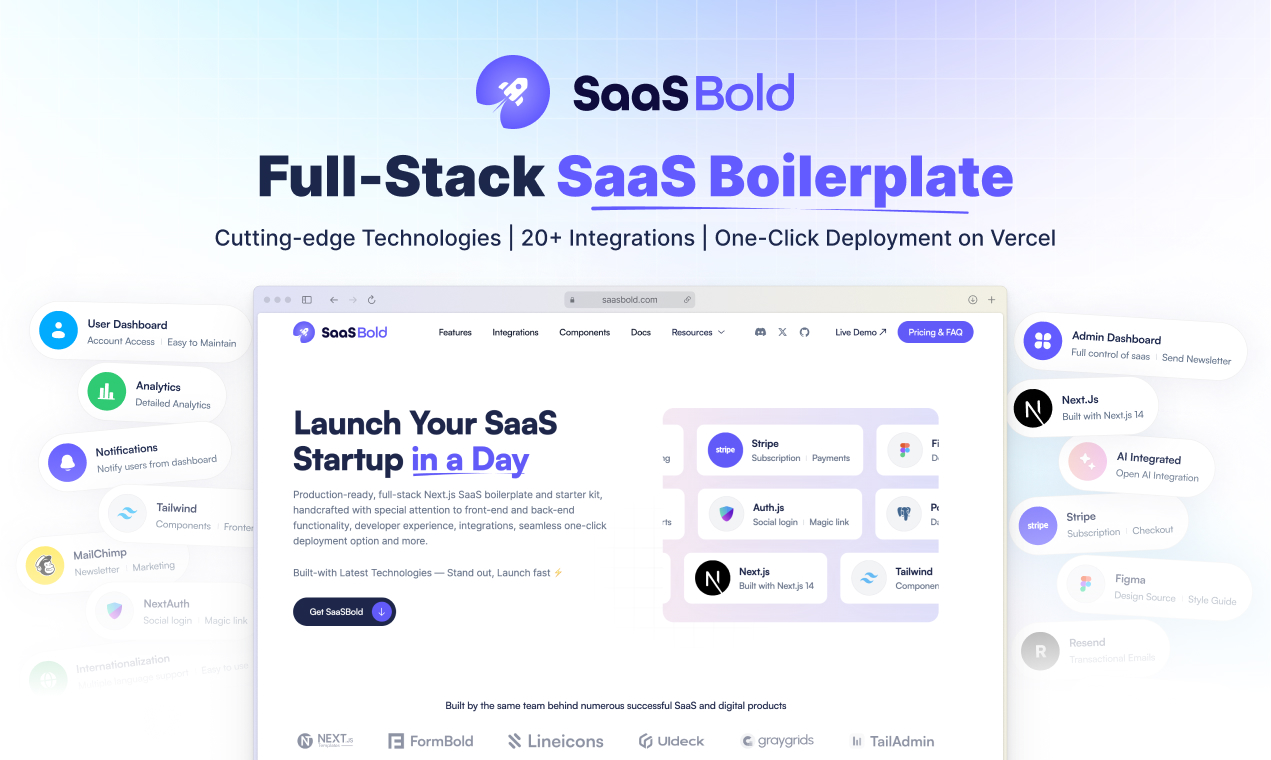 SaaSBold
Full-Stack SaaS Boilerplate
Cutting-edge Technologies | 20+ Integrations | One-Click Deployment on Vercel
User Dashboard
Account Access | Easy to Maintain
Analytics
Detailed Analytics
Notifications
Notify users from dashboard
Tailwind
Components
MailChimp
Newsletter | Marketing
NextAuth
Social login | Magic link
Internationalization
Easy to use
saasbold.com
SaaSBold
Features Integrations Components Docs Resources Live Demo Pricing & FAQ
Launch Your SaaS
Startup in a Day
Production-ready, full-stack Next.js SaaS boilerplate and starter kit,
handcrafted with special attention to front-end and back-end
functionality, developer experience, integrations, seamless one-click
deployment option and more.
Built-with Latest Technologies — Stand out, Launch fast ⚡
Get SaaSBold
stripe
Stripe
Subscription | Payments
Auth.js
Social login | Magic link
Next.js
Built with Next.js 14
Tailwind
Built by the same team behind numerous successful SaaS and digital products
NEXT.JS
FormBold
Lineicons
UIdeck
graygrids
TailAdmin
Admin Dashboard
Full control of saas | Send Newsletter
Next.Js
Built with Next.js 14
AI Integrated
Open AI Integration
stripe
Stripe
Subscription | Checkout
Figma
Design Source | Style Guide
R
Resend
Transactional Emails